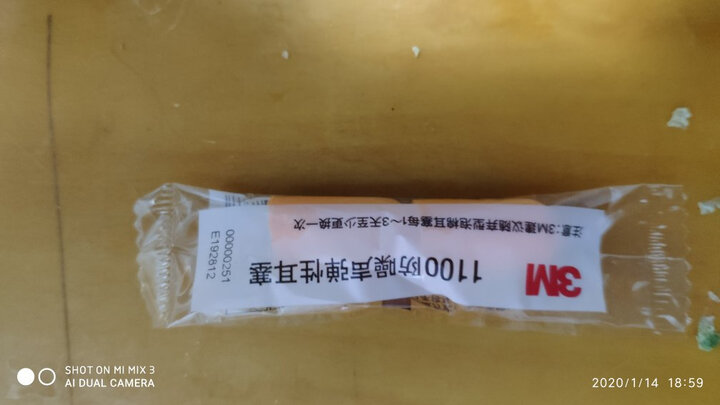 3M
1100防噪声弹性耳塞
注意:3M建议随弃型泡棉耳塞每1~3天至少更换一次
00000251
E192812
SHOT ON MI MIX 3
AI DUAL CAMERA
2020/1/14 18:59